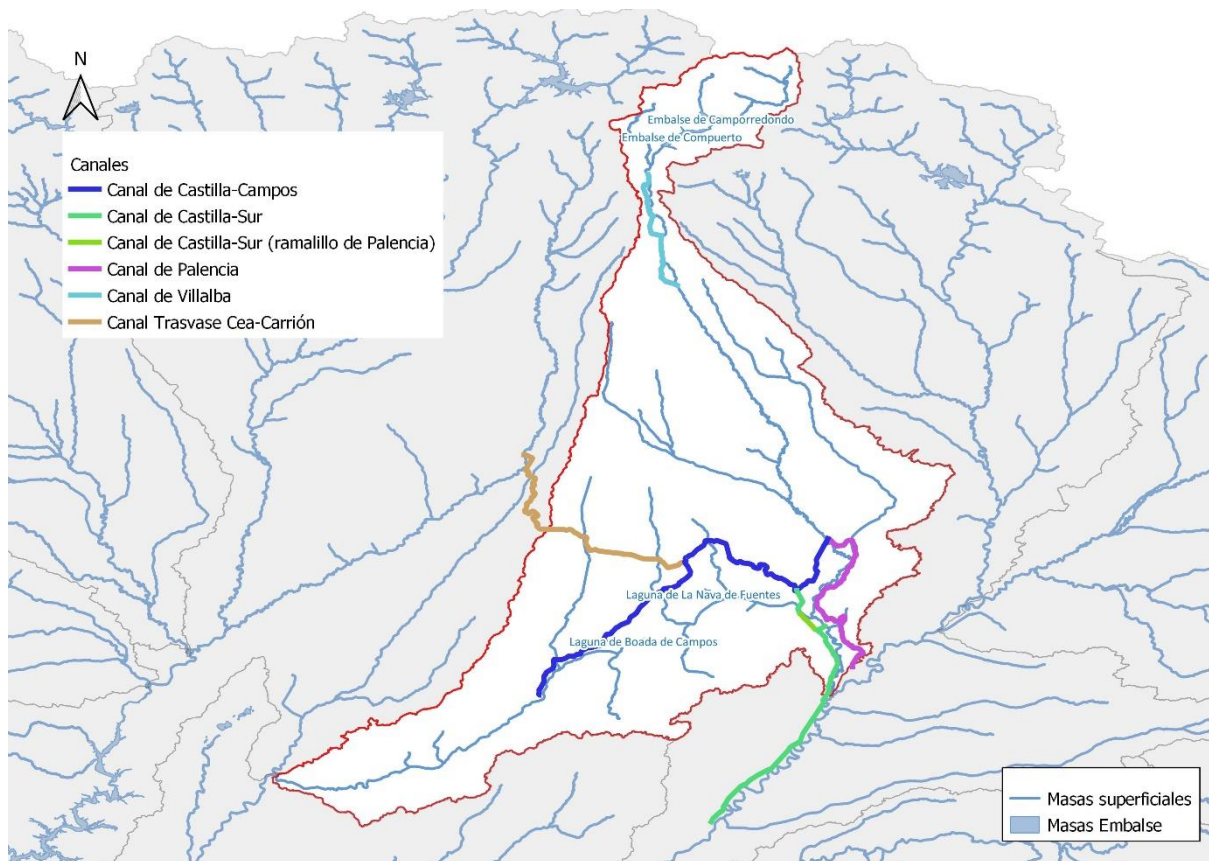 N
Embalse de Camporredondo
Embalse de Compuerto
Canales
Canal de Castilla-Campos
Canal de Castilla-Sur
Canal de Castilla-Sur (ramalillo de Palencia)
Canal de Palencia
Canal de Villalba
Canal Trasvase Cea-Carrión
Laguna de La Nava de Fuentes
Laguna de Boada de Campos
Masas superficiales
Masas Embalse